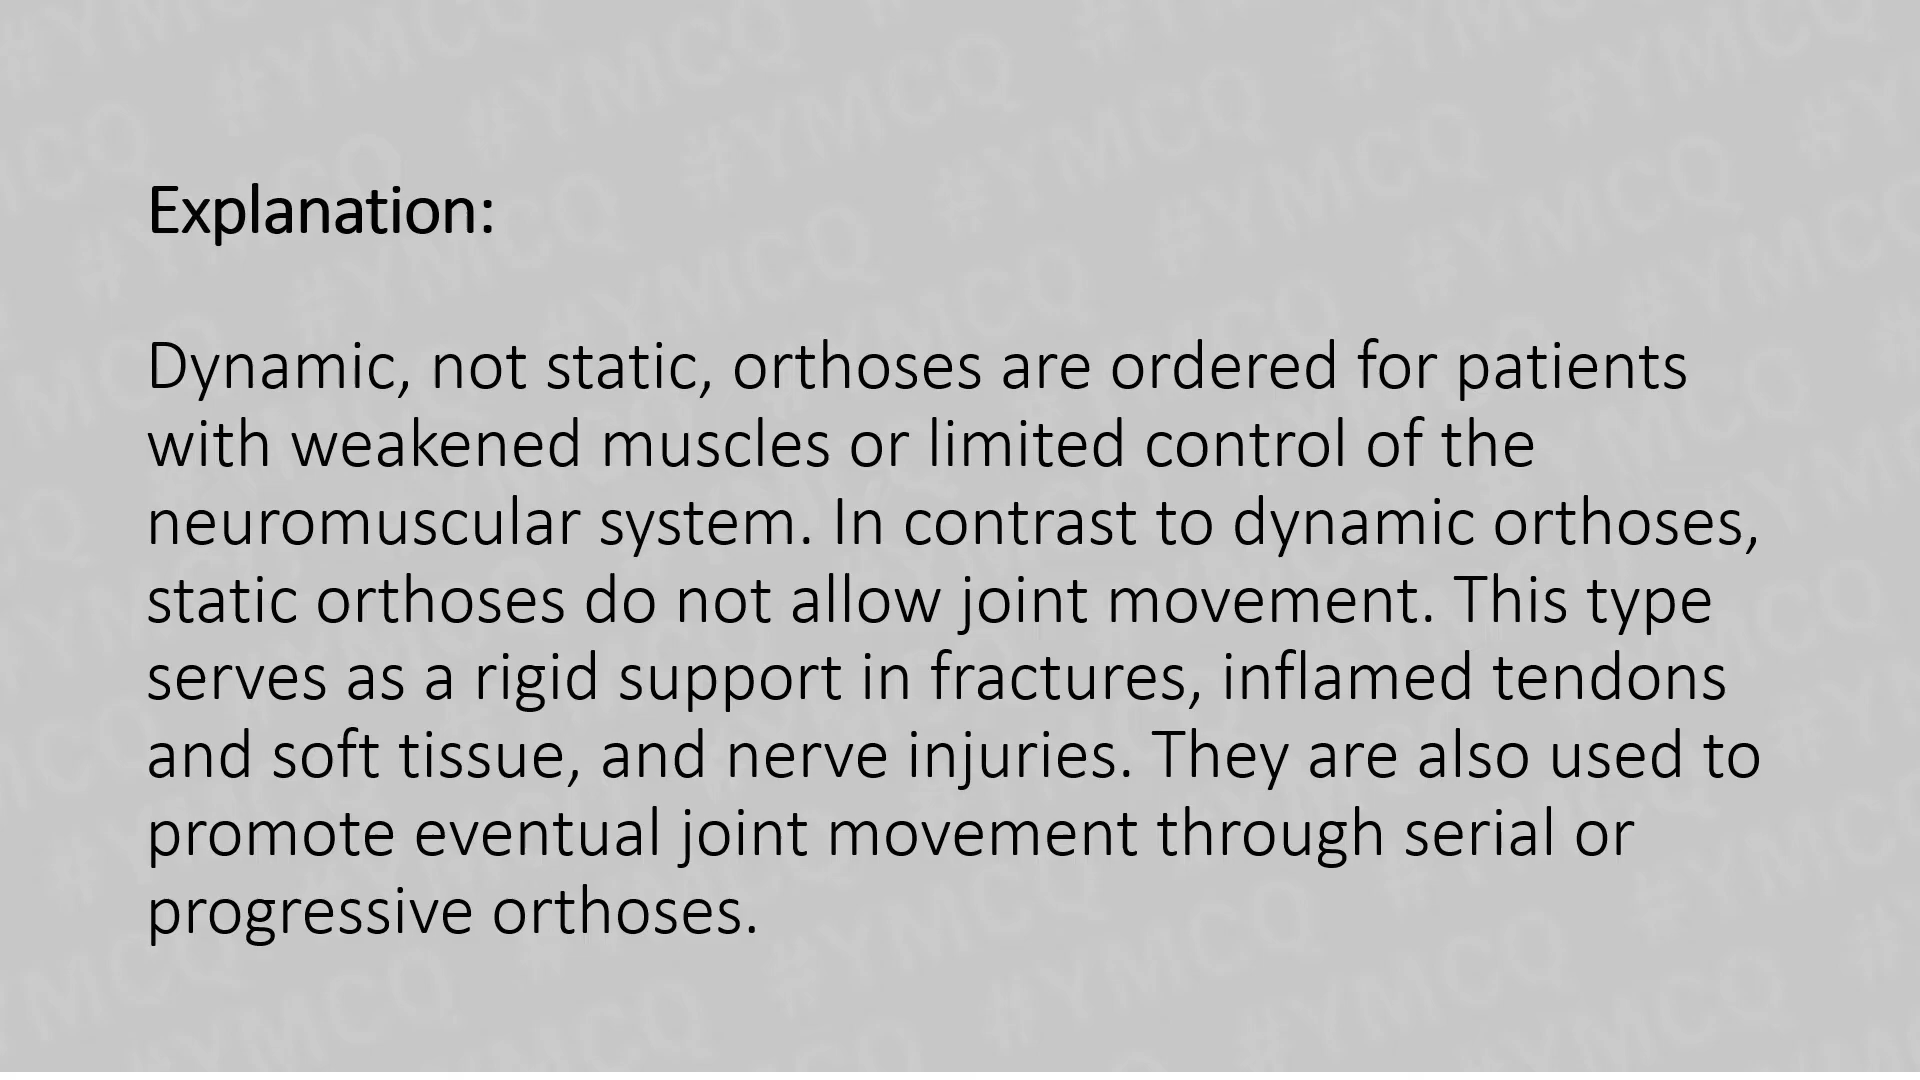 Explanation:
Dynamic, not static, orthoses are ordered for patients
with weakened muscles or limited control of the
neuromuscular system. In contrast to dynamic orthoses,
static orthoses do not allow joint movement. This type
serves as a rigid support in fractures, inflamed tendons
and soft tissue, and nerve injuries. They are also used to
promote eventual joint movement through serial or
progressive orthoses.
#YMCQ